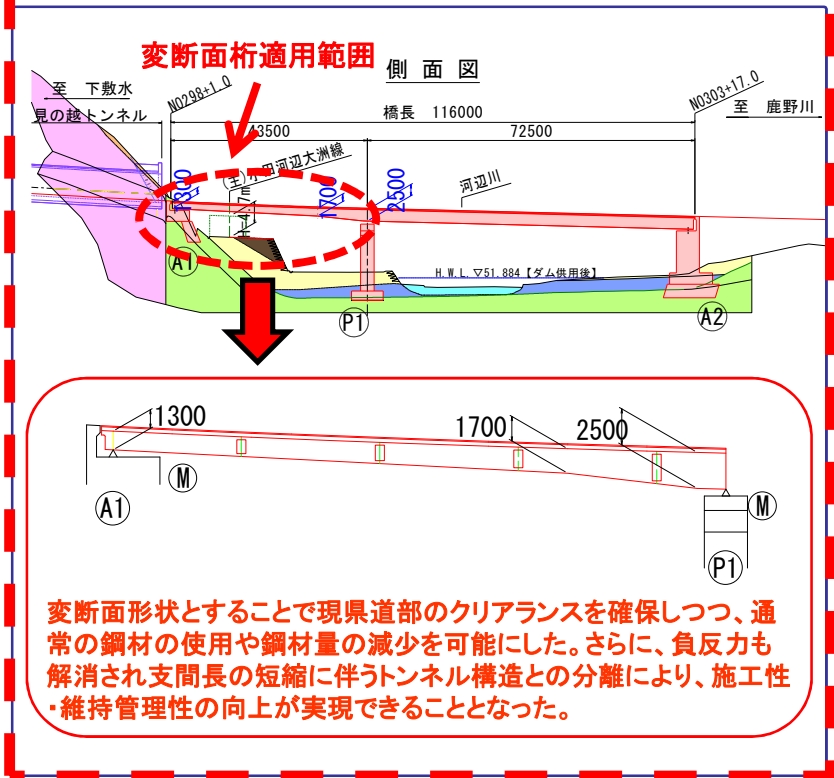 変断面桁適用範囲
側 面 図
至 下敷水
見の越トンネル
NO298+1.0
NO303+17.0
至 鹿野川
橋長 116000
43500
72500
(主)小田河辺大洲線
河辺川
1300
1700
2500
H=4.7m
H.W.L. ▽51.884【ダム供用後】
A1
P1
A2
1300
1700
2500
M
A1
M
P1
変断面形状とすることで現県道部のクリアランスを確保しつつ、通
常の鋼材の使用や鋼材量の減少を可能にした。さらに、負反力も
解消され支間長の短縮に伴うトンネル構造との分離により、施工性
・維持管理性の向上が実現できることとなった。